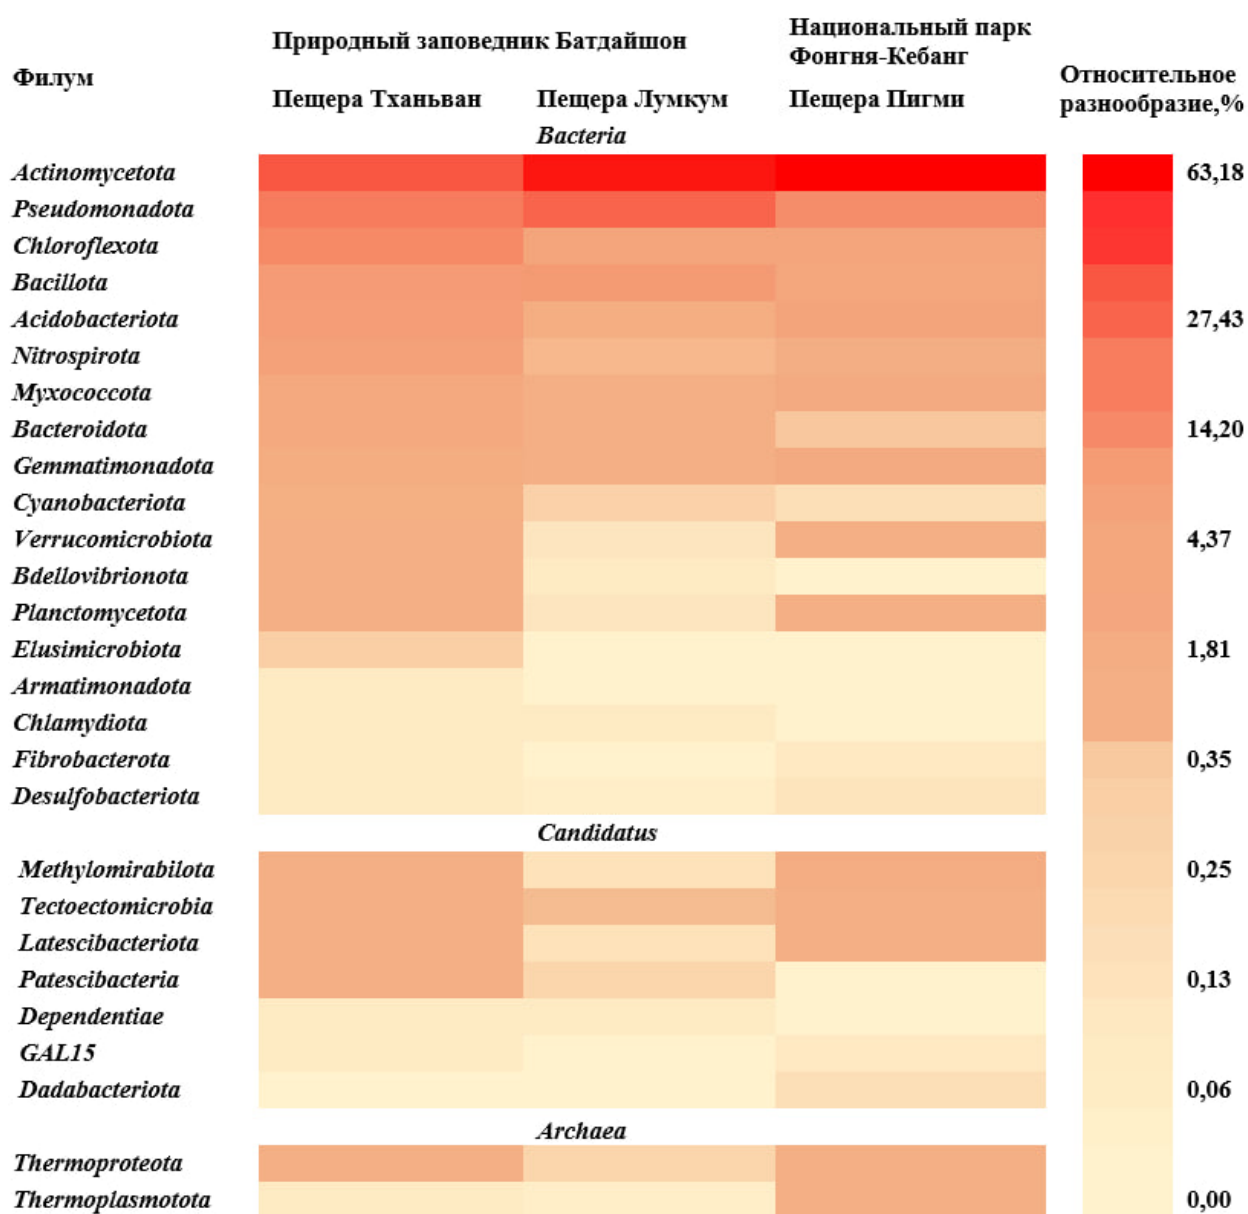 Филум
Природный заповедник Батдайшон
Национальный парк
Фонгня-Кебанг
Пещера Тханьван
Пещера Лумкум
Пещера Пигми
Относительное
разнообразие,%
Bacteria
Actinomycetota
Pseudomonadota
Chloroflexota
Bacillota
Acidobacteriota
Nitrospirota
Myxococcota
Bacteroidota
Gemmatimonadota
Cyanobacteriota
Verrucomicrobiota
Bdellovibrionota
Planctomycetota
Elusimicrobiota
Armatimonadota
Chlamydiota
Fibrobacterota
Desulfobacteriota
Candidatus
Methylomirabilota
Tectoectomicrobia
Latescibacteriota
Patescibacteria
Dependentiae
GAL15
Dadabacteriota
Archaea
Thermoproteota
Thermoplasmotota
63,18
27,43
14,20
4,37
1,81
0,35
0,25
0,13
0,06
0,00